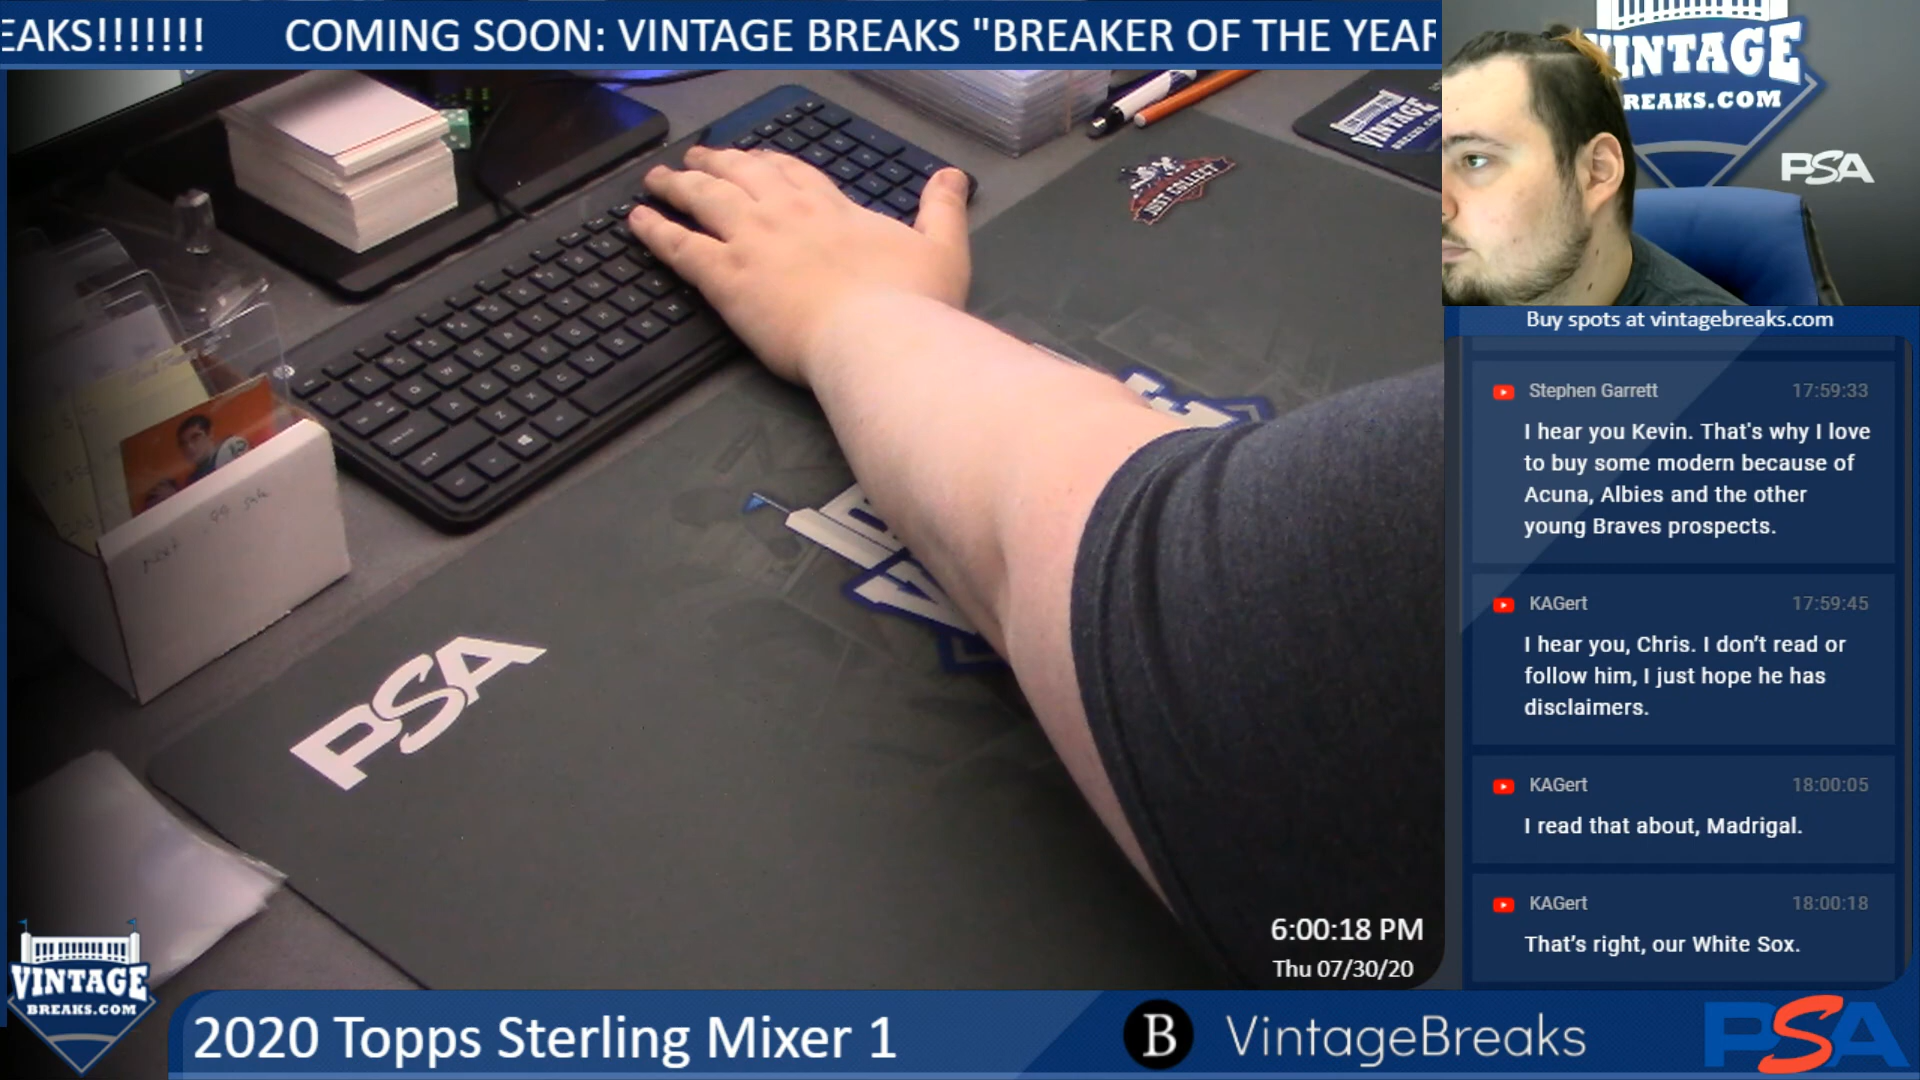 EAKS!!!!!!! COMING SOON: VINTAGE BREAKS "BREAKER OF THE YEAR
VINTAGE
BREAKS.COM
PSA
Buy spots at vintagebreaks.com
Stephen Garrett 17:59:33
I hear you Kevin. That's why I love
to buy some modern because of
Acuna, Albies and the other
young Braves prospects.
KAGert 17:59:45
I hear you, Chris. I don't read or
follow him, I just hope he has
disclaimers.
KAGert 18:00:05
I read that about, Madrigal.
KAGert 18:00:18
That's right, our White Sox.
VINTAGE
JUST COLLECT
PSA
6:00:18 PM
Thu 07/30/20
VINTAGE
BREAKS.COM
2020 Topps Sterling Mixer 1
B VintageBreaks
PSA